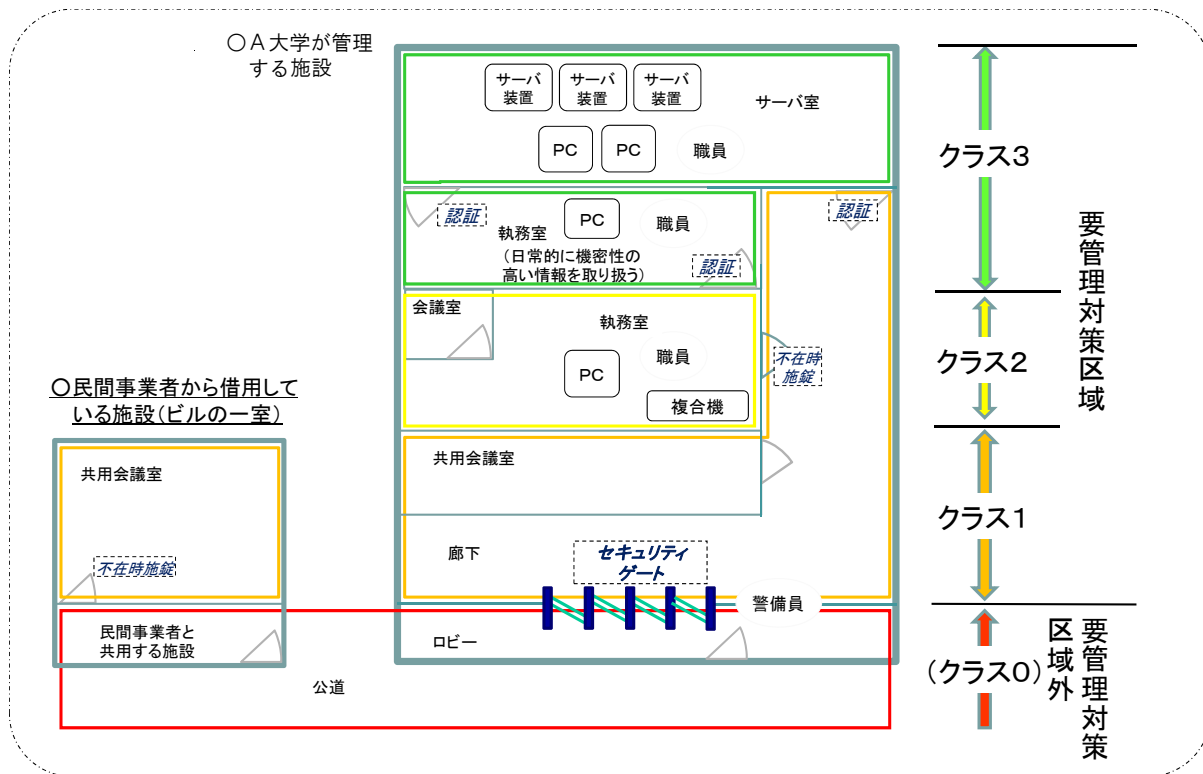 〇A大学が管理
する施設
サーバ
装置
サーバ
装置
サーバ
装置
サーバ室
PC
PC
職員
クラス3
認証
PC
職員
認証
執務室
(日常的に機密性の
高い情報を取り扱う)
認証
会議室
執務室
職員
PC
不在時
施錠
複合機
クラス2
要管理対策区域
〇民間事業者から借用して
いる施設(ビルの一室)
共用会議室
不在時施錠
共用会議室
廊下
セキュリティ
ゲート
クラス1
警備員
民間事業者と
共用する施設
ロビー
公道
(クラス0)
要管理対策
区域外